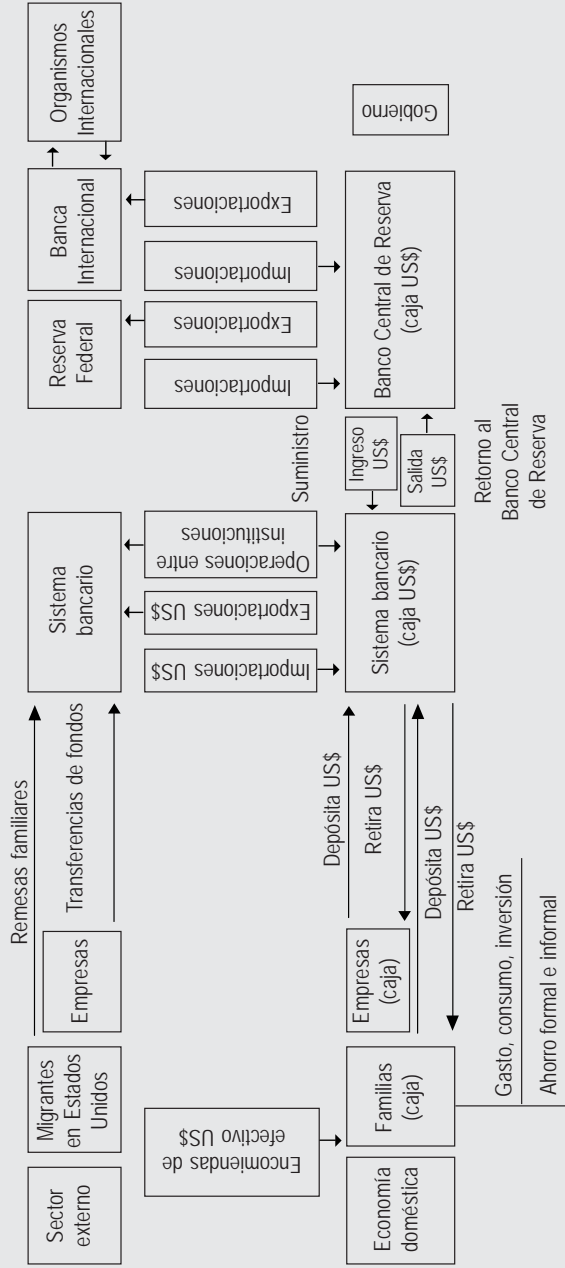 Sector
externo
Migrantes
en Estados
Unidos
Empresas
Remesas familiares
Transferencias de fondos
Sistema
bancario
Reserva
Federal
Banca
Internacional
Organismos
Internacionales
Encomiendas de
efectivo US$
Importaciones US$
Exportaciones US$
Operaciones entre
instituciones
Suministro
Importaciones
Exportaciones
Importaciones
Exportaciones
Economía
doméstica
Familias
(caja)
Empresas
(caja)
Depósita US$
Retira US$
Depósita US$
Retira US$
Sistema bancario
(caja US$)
Ingreso
US$
Salida
US$
Banco Central de Reserva
(caja US$)
Gobierno
Retorno al
Banco Central
de Reserva
Gasto, consumo, inversión
Ahorro formal e informal